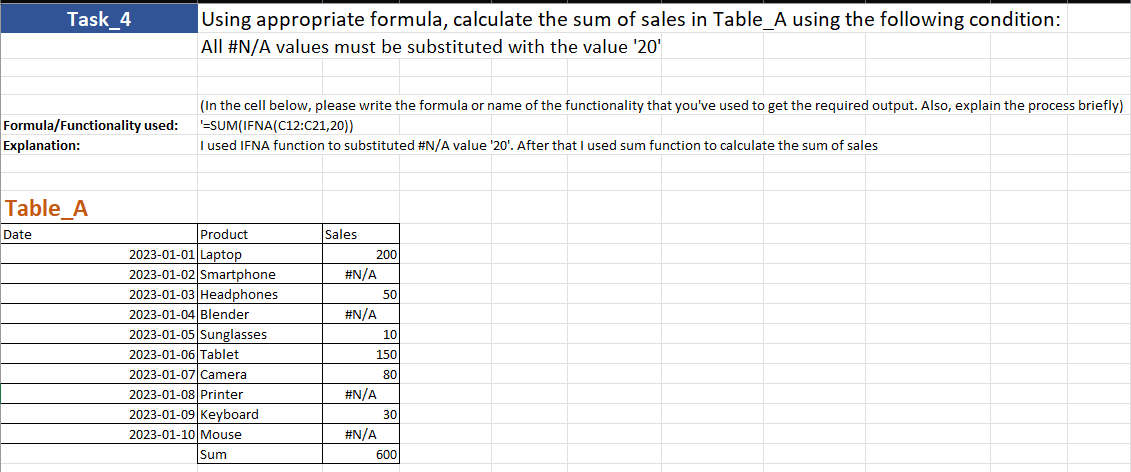 Task_4 Using appropriate formula, calculate the sum of sales in Table_A using the following condition:
All #N/A values must be substituted with the value '20'
(In the cell below, please write the formula or name of the functionality that you've used to get the required output. Also, explain the process briefly)
Formula/Functionality used: '=SUM(IFNA(C12:C21,20))
Explanation: I used IFNA function to substituted #N/A value '20'. After that I used sum function to calculate the sum of sales
Table_A
Date Product Sales
2023-01-01 Laptop 200
2023-01-02 Smartphone #N/A
2023-01-03 Headphones 50
2023-01-04 Blender #N/A
2023-01-05 Sunglasses 10
2023-01-06 Tablet 150
2023-01-07 Camera 80
2023-01-08 Printer #N/A
2023-01-09 Keyboard 30
2023-01-10 Mouse #N/A
Sum 600